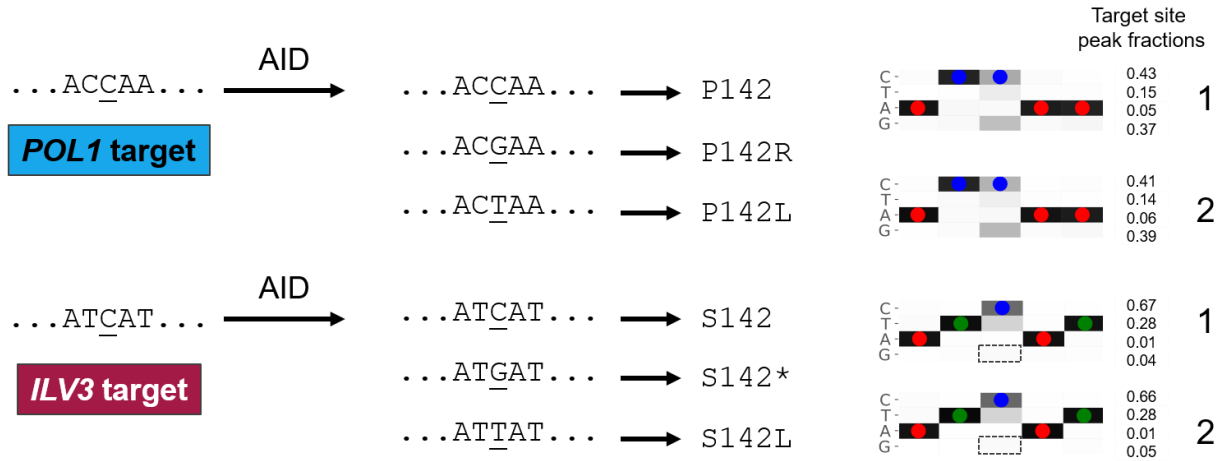 Target site
peak fractions
...ACCAA...
AID
...ACCAA...
P142
C -
T -
A -
G -
0.43
0.15
0.05
0.37
1
POL1 target
...ACGAA...
P142R
...ACTAA...
P142L
C -
T -
A -
G -
0.41
0.14
0.06
0.39
2
...ATCAT...
AID
...ATCAT...
S142
C -
T -
A -
G -
0.67
0.28
0.01
0.04
1
ILV3 target
...ATGAT...
S142*
...ATTAT...
S142L
C -
T -
A -
G -
0.66
0.28
0.01
0.05
2